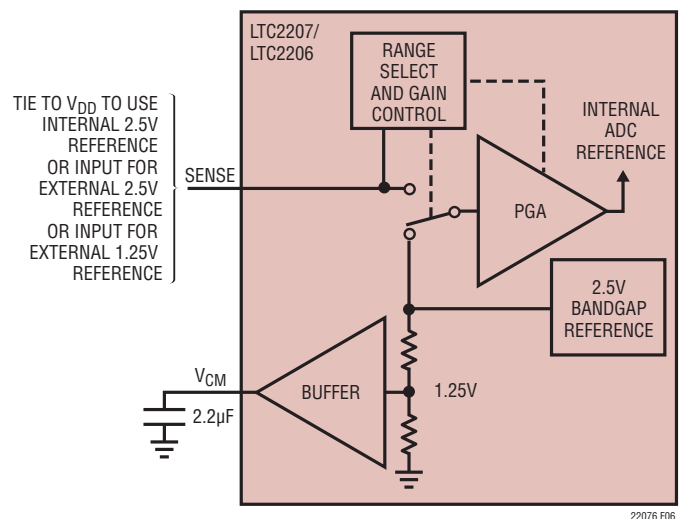 LTC2207/
LTC2206
RANGE
SELECT
AND GAIN
CONTROL
TIE TO VDD TO USE
INTERNAL 2.5V
REFERENCE
OR INPUT FOR
EXTERNAL 2.5V
REFERENCE
OR INPUT FOR
EXTERNAL 1.25V
REFERENCE
SENSE
INTERNAL
ADC
REFERENCE
PGA
2.5V
BANDGAP
REFERENCE
VCM
BUFFER
1.25V
2.2µF
22076 F06